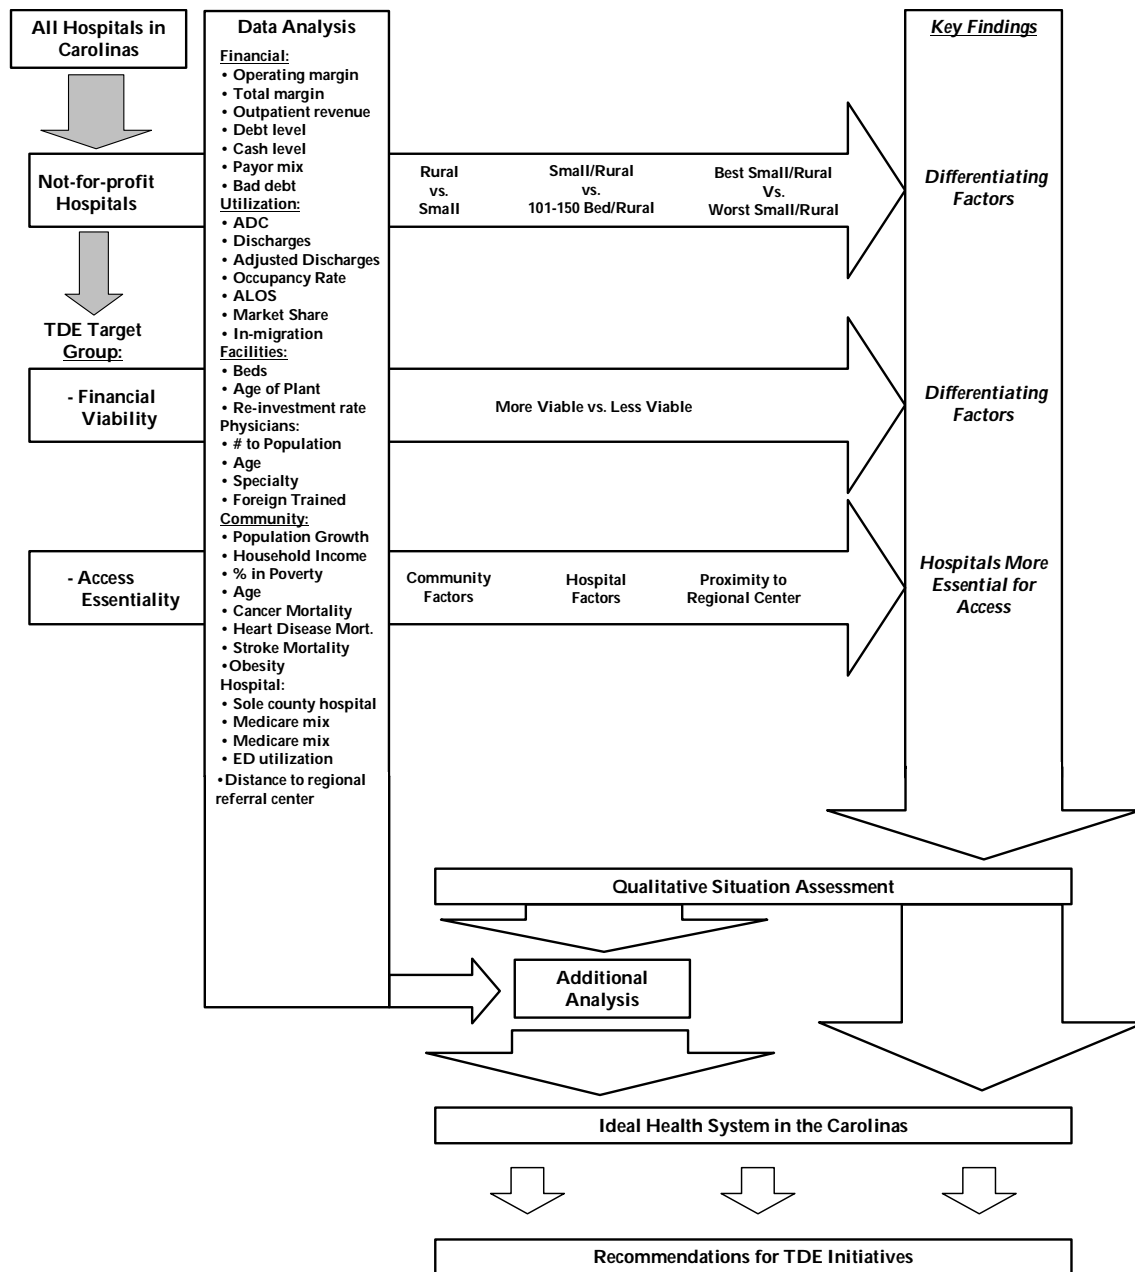 All Hospitals in
Carolinas
Not-for-profit
Hospitals
TDE Target
Group:
- Financial
Viability
- Access
Essentiality
Data Analysis
Financial:
• Operating margin
• Total margin
• Outpatient revenue
• Debt level
• Cash level
• Payor mix
• Bad debt
Utilization:
• ADC
• Discharges
• Adjusted Discharges
• Occupancy Rate
• ALOS
• Market Share
• In-migration
Facilities:
• Beds
• Age of Plant
• Re-investment rate
Physicians:
• # to Population
• Age
• Specialty
• Foreign Trained
Community:
• Population Growth
• Household Income
• % in Poverty
• Age
• Cancer Mortality
• Heart Disease Mort.
• Stroke Mortality
•Obesity
Hospital:
• Sole county hospital
• Medicare mix
• Medicare mix
• ED utilization
•Distance to regional
referral center
Rural
vs.
Small
Small/Rural
vs.
101-150 Bed/Rural
Best Small/Rural
Vs.
Worst Small/Rural
More Viable vs. Less Viable
Community
Factors
Hospital
Factors
Proximity to
Regional Center
Key Findings
Differentiating
Factors
Differentiating
Factors
Hospitals More
Essential for
Access
Qualitative Situation Assessment
Additional
Analysis
Ideal Health System in the Carolinas
Recommendations for TDE Initiatives